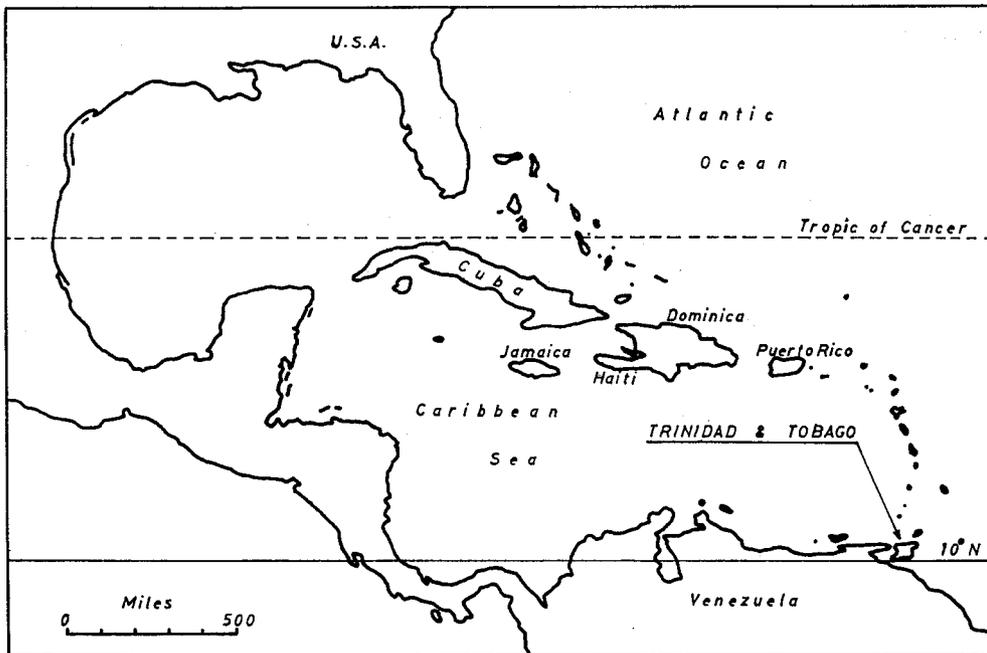 U.S.A.
Atlantic
Ocean
Tropic of Cancer
Cuba
Dominica
Jamaica
Haiti
Puerto Rico
Caribbean
Sea
TRINIDAD & TOBAGO
10°N
Venezuela
Miles
0 500